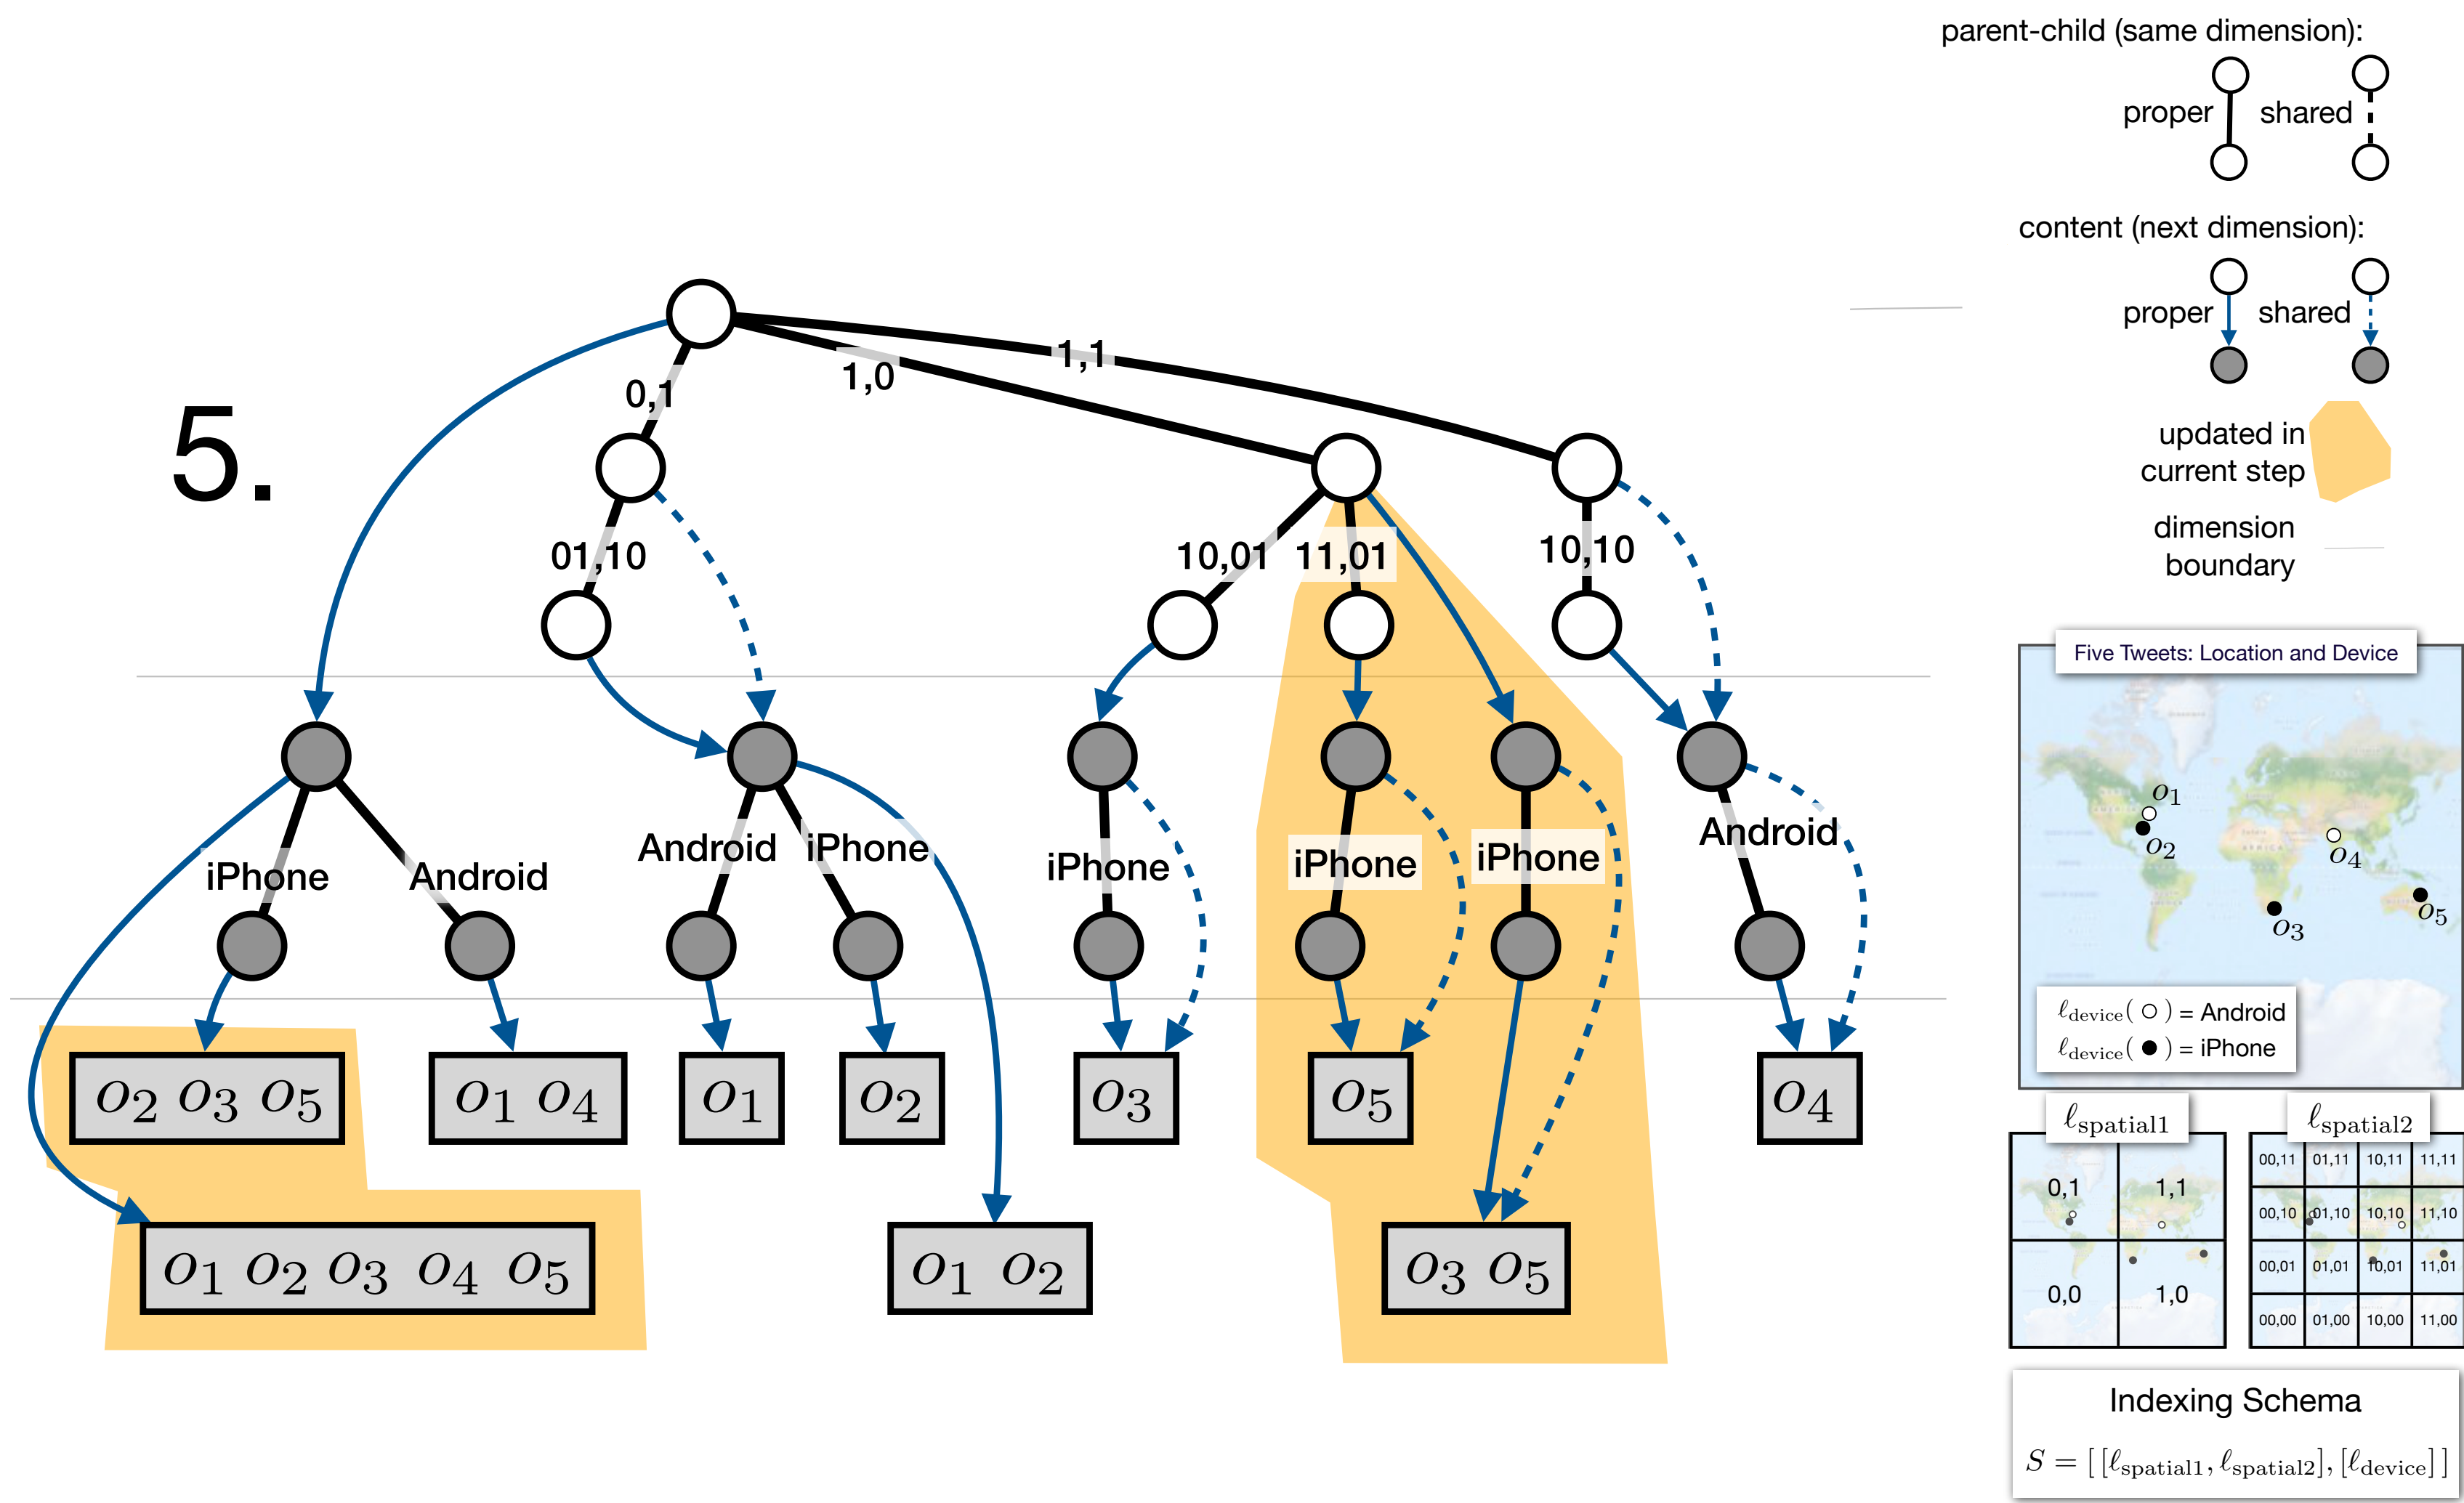 parent-child (same dimension):
proper shared
content (next dimension):
proper shared
updated in
current step
dimension
boundary
5.
0,1
1,0
1,1
01,10
10,01
11,01
10,10
iPhone
Android
Android
iPhone
iPhone
iPhone
iPhone
Android
o2 o3 o5
o1 o4
o1
o2
o3
o5
o4
o1 o2 o3 o4 o5
o1 o2
o3 o5
Five Tweets: Location and Device
o1
o2
o4
o5
o3
ℓdevice( ○ ) = Android
ℓdevice( ● ) = iPhone
ℓspatial1
0,1 1,1
0,0 1,0
ℓspatial2
00,11 01,11 10,11 11,11
00,10 01,10 10,10 11,10
00,01 01,01 10,01 11,01
00,00 01,00 10,00 11,00
Indexing Schema
S = [ [ℓspatial1, ℓspatial2], [ℓdevice] ]